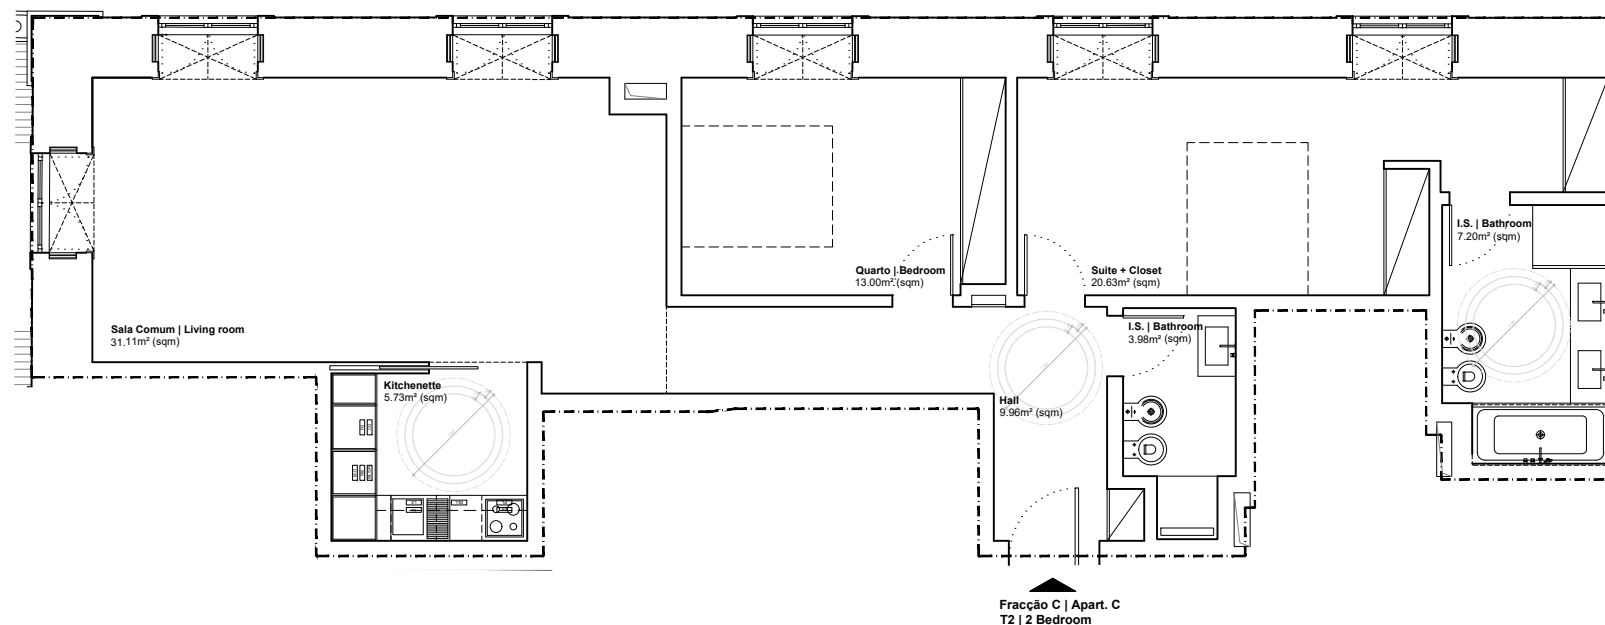 I.S. | Bathroom
7.20m² (sqm)
Quarto | Bedroom
13.00m² (sqm)
Suite + Closet
20.63m² (sqm)
Sala Comum | Living room
31.11m² (sqm)
I.S. | Bathroom
3.98m² (sqm)
Kitchenette
5.73m² (sqm)
Hall
9.96m² (sqm)
Fracção C | Apart. C
T2 | 2 Bedroom